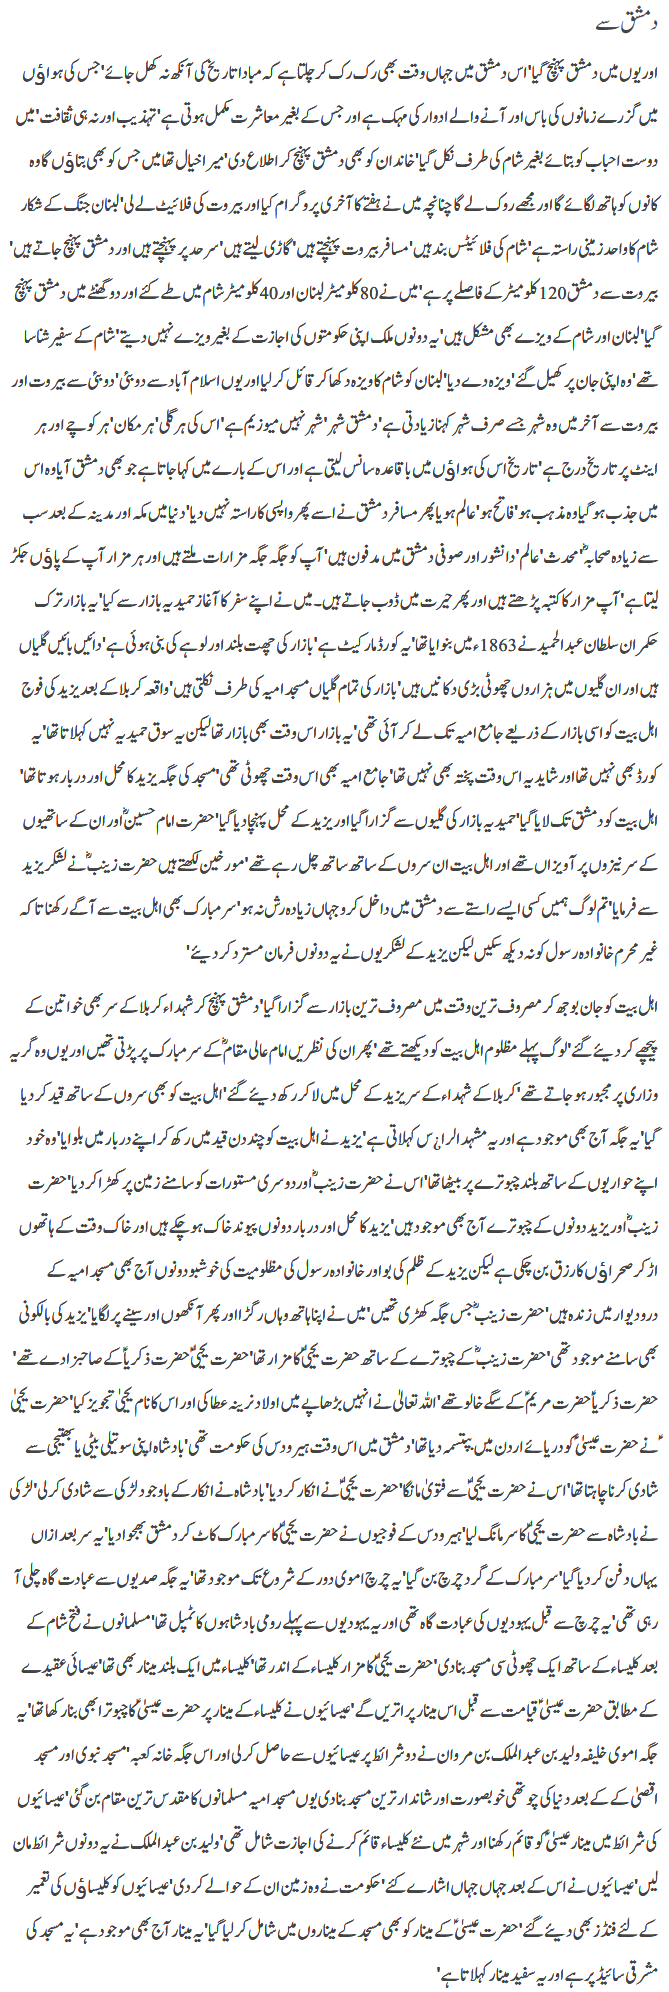 دمشق سے
اور یوں میں دمشق پہنچ گیا' اس دمشق میں جہاں وقت بھی رک رک کر چلتا ہے کہ مبادا تاریخ کی آنکھ نہ کھل جائے' جس کی ہواؤں
میں گزرے زمانوں کی باس اور آنے والے ادوار کی مہک ہے اور جس کے بغیر معاشرت مکمل ہوتی ہے' تہذیب اور نہ ہی ثقافت' میں
دوست احباب کو بتائے بغیر شام کی طرف نکل گیا' خاندان کو بھی دمشق پہنچ کر اطلاع دی' میرا خیال تھا میں جس کو بھی بتاؤں گا وہ
کانوں کو ہاتھ لگائے گا اور مجھے روک لے گا چنانچہ میں نے ہفتے کا آخری پروگرام کیا اور بیروت کی فلائیٹ لے لی' لبنان جنگ کے شکار
شام کا واحد زمینی راستہ ہے' شام کی فلائیٹس بند ہیں' مسافر بیروت پہنچتے ہیں' گاڑی لیتے ہیں' سرحد پر پہنچتے ہیں اور دمشق پہنچ جاتے ہیں'
بیروت سے دمشق 120 کلومیٹر کے فاصلے پر ہے' میں نے 80 کلو میٹر لبنان اور 40 کلومیٹر شام میں طے کئے اور دو گھنٹے میں دمشق پہنچ
گیا' لبنان اور شام کے ویزے بھی مشکل ہیں' یہ دونوں ملک اپنی حکومتوں کی اجازت کے بغیر ویزے نہیں دیتے' شام کے سفیر شناسا
تھے' وہ اپنی جان پر کھیل گئے' ویزہ دے دیا' لبنان کو شام کا ویزہ دکھا کر قائل کر لیا اور یوں اسلام آباد سے دوبئی' دوبئی سے بیروت اور
بیروت سے آخر میں وہ شہر جسے صرف شہر کہنا زیادتی ہے' دمشق شہر' شہر نہیں میوزیم ہے' اس کی ہر گلی' ہر مکان' ہر کوچے اور ہر
اینٹ پر تاریخ درج ہے' تاریخ اس کی ہواؤں میں باقاعدہ سانس لیتی ہے اور اس کے بارے میں کہا جاتا ہے جو بھی دمشق آیا وہ اس
میں جذب ہو گیا وہ مذہب ہو' فاتح ہو' عالم ہو یا پھر مسافر دمشق نے اسے پھر واپسی کا راستہ نہیں دیا' دنیا میں مکہ اور مدینہ کے بعد سب
سے زیادہ صحابہؓ' محدث' عالم' دانشور اور صوفی دمشق میں مدفون ہیں' آپ کو جگہ جگہ مزارات ملتے ہیں اور ہر مزار آپ کے پاؤں جکڑ
لیتا ہے' آپ مزار کا کتبہ پڑھتے ہیں اور پھر حیرت میں ڈوب جاتے ہیں۔ میں نے اپنے سفر کا آغاز حمیدیہ بازار سے کیا' یہ بازار ترک
حکمران سلطان عبدالحمید نے 1863ء میں بنوایا تھا' یہ کورڈ مارکیٹ ہے' بازار کی چھت بلند اور لوہے کی بنی ہوئی ہے' دائیں بائیں گلیاں
ہیں اور ان گلیوں میں ہزاروں چھوٹی بڑی دکانیں ہیں' بازار کی تمام گلیاں مسجد امیہ کی طرف نکلتی ہیں' واقعہ کربلا کے بعد یزید کی فوج
اہل بیت کو اسی بازار کے ذریعے جامع امیہ تک لے کر آئی تھی' یہ بازار اس وقت بھی بازار تھا لیکن یہ سوق حمیدیہ نہیں کہلاتا تھا' یہ
کورڈ بھی نہیں تھا اور شاید یہ اس وقت پختہ بھی نہیں تھا' جامع امیہ بھی اس وقت چھوٹی تھی' مسجد کی جگہ یزید کا محل اور دربار ہوتا تھا'
اہل بیت کو دمشق تک لایا گیا' حمیدیہ بازار کی گلیوں سے گزارا گیا اور یزید کے محل پہنچا دیا گیا' حضرت امام حسینؓ اور ان کے ساتھیوں
کے سر نیزوں پر آویزاں تھے اور اہل بیت ان سروں کے ساتھ ساتھ چل رہے تھے' مورخین لکھتے ہیں حضرت زینبؓ نے لشکر یزید
سے فرمایا' تم لوگ ہمیں کسی ایسے راستے سے دمشق میں داخل کرو جہاں زیادہ رش نہ ہو' سر مبارک بھی اہل بیت سے آگے رکھنا تاکہ
غیر محرم خانوادہ رسول کو نہ دیکھ سکیں لیکن یزید کے لشکریوں نے یہ دونوں فرمان مسترد کر دیئے'
اہل بیت کو جان بوجھ کر مصروف ترین وقت میں مصروف ترین بازار سے گزارا گیا' دمشق پہنچ کر شہداء کربلا کے سر بھی خواتین کے
پیچھے کر دیئے گئے' لوگ پہلے مظلوم اہل بیت کو دیکھتے تھے' پھر ان کی نظریں امام عالی مقامؓ کے سر مبارک پر پڑتی تھیں اور یوں وہ گریہ
وزاری پر مجبور ہو جاتے تھے' کربلا کے شہداء کے سر یزید کے محل میں لا کر رکھ دیئے گئے' اہل بیت کو بھی سروں کے ساتھ قید کر دیا
گیا' یہ جگہ آج بھی موجود ہے اور یہ مشہد الراس کہلاتی ہے' یزید نے اہل بیت کو چند دن قید میں رکھ کر اپنے دربار میں بلوایا' وہ خود
اپنے حواریوں کے ساتھ بلند چبوترے پر بیٹھا تھا' اس نے حضرت زینبؓ اور دوسری مستورات کو سامنے زمین پر کھڑا کر دیا' حضرت
زینبؓ اور یزید دونوں کے چبوترے آج بھی موجود ہیں' یزید کا محل اور دربار دونوں پیوند خاک ہو چکے ہیں اور خاک وقت کے ہاتھوں
اڑ کر صحراؤں کا رزق بن چکی ہے لیکن یزید کے ظلم کی بو اور خانوادہ رسول کی مظلومیت کی خوشبو دونوں آج بھی مسجد امیہ کے
در و دیوار میں زندہ ہیں' حضرت زینبؓ جس جگہ کھڑی تھیں' میں نے اپنا ہاتھ وہاں رگڑا اور پھر آنکھوں اور سینے پر لگایا' یزید کی بالکونی
بھی سامنے موجود تھی' حضرت زینبؓ کے چبوترے کے ساتھ حضرت یحییٰؑ کا مزار تھا' حضرت یحییٰؑ حضرت ذکریاؑ کے صاحبزادے تھے'
حضرت ذکریاؑ حضرت مریمؑ کے سگے خالو تھے' اللہ تعالیٰ نے انہیں بڑھاپے میں اولاد نرینہ عطا کی اور اس کا نام یحییٰ تجویز کیا' حضرت یحییٰ
ؑ نے حضرت عیسیٰؑ کو دریائے اردن میں بپتسمہ دیا تھا' دمشق میں اس وقت ہیرودس کی حکومت تھی' بادشاہ اپنی سوتیلی بیٹی یا بھتیجی سے
شادی کرنا چاہتا تھا' اس نے حضرت یحییٰؑ سے فتویٰ مانگا' حضرت یحییٰؑ نے انکار کر دیا' بادشاہ نے انکار کے باوجود لڑکی سے شادی کر لی' لڑکی
نے بادشاہ سے حضرت یحییٰؑ کا سر مانگ لیا' ہیرودس کے فوجیوں نے حضرت یحییٰؑ کا سر مبارک کاٹ کر دمشق بھجوا دیا' یہ سر بعد ازاں
یہاں دفن کر دیا گیا' سر مبارک کے گرد چرچ بن گیا' یہ چرچ اموی دور کے شروع تک موجود تھا' یہ جگہ صدیوں سے عبادت گاہ چلی آ
رہی تھی' یہ چرچ سے قبل یہودیوں کی عبادت گاہ تھی اور یہ یہودیوں سے پہلے رومی بادشاہوں کا ٹمپل تھا' مسلمانوں نے فتح شام کے
بعد کلیساء کے ساتھ ایک چھوٹی سی مسجد بنا دی' حضرت یحییٰؑ کا مزار کلیساء کے اندر تھا' کلیساء میں ایک بلند مینار بھی تھا' عیسائی عقیدے
کے مطابق حضرت عیسیٰؑ قیامت سے قبل اس مینار پر اتریں گے' عیسائیوں نے کلیساء کے مینار پر حضرت عیسیٰؑ کا چبوترا بھی بنا رکھا تھا' یہ
جگہ اموی خلیفہ ولید بن عبدالملک بن مروان نے دو شرائط پر عیسائیوں سے حاصل کر لی اور اس جگہ خانہ کعبہ' مسجد نبوی اور مسجد
اقصیٰ کے بعد دنیا کی چوتھی خوبصورت اور شاندار ترین مسجد بنا دی یوں مسجد امیہ مسلمانوں کا مقدس ترین مقام بن گئی' عیسائیوں
کی شرائط میں مینار عیسیٰؑ کو قائم رکھنا اور شہر میں نئے کلیساء قائم کرنے کی اجازت شامل تھی' ولید بن عبدالملک نے یہ دونوں شرائط مان
لیں' عیسائیوں نے اس کے بعد جہاں جہاں اشارے کئے' حکومت نے وہ زمین ان کے حوالے کر دی' عیسائیوں کو کلیساؤں کی تعمیر
کے لئے فنڈز بھی دیئے گئے' حضرت عیسیٰؑ کے مینار کو بھی مسجد کے میناروں میں شامل کر لیا گیا' یہ مینار آج بھی موجود ہے' یہ مسجد کی
مشرقی سائیڈ پر ہے اور یہ سفید مینار کہلاتا ہے'